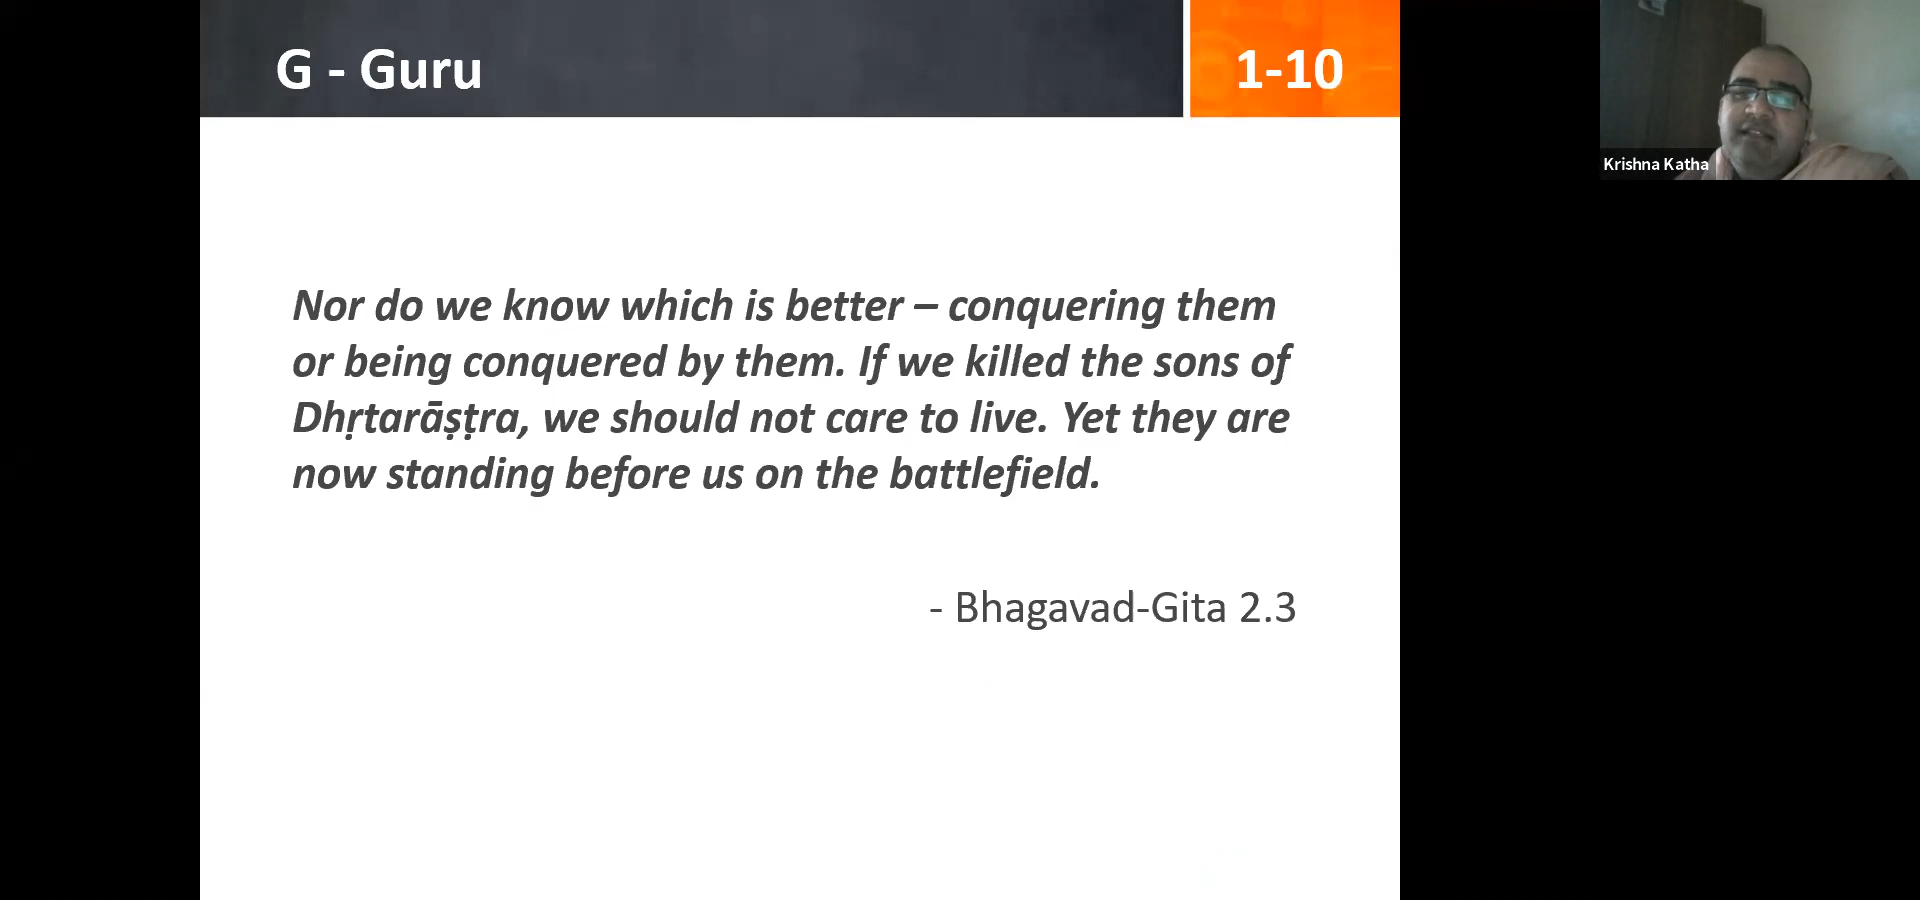 G - Guru
1-10
Krishna Katha
Nor do we know which is better – conquering them
or being conquered by them. If we killed the sons of
Dhṛtarāṣṭra, we should not care to live. Yet they are
now standing before us on the battlefield.
- Bhagavad-Gita 2.3